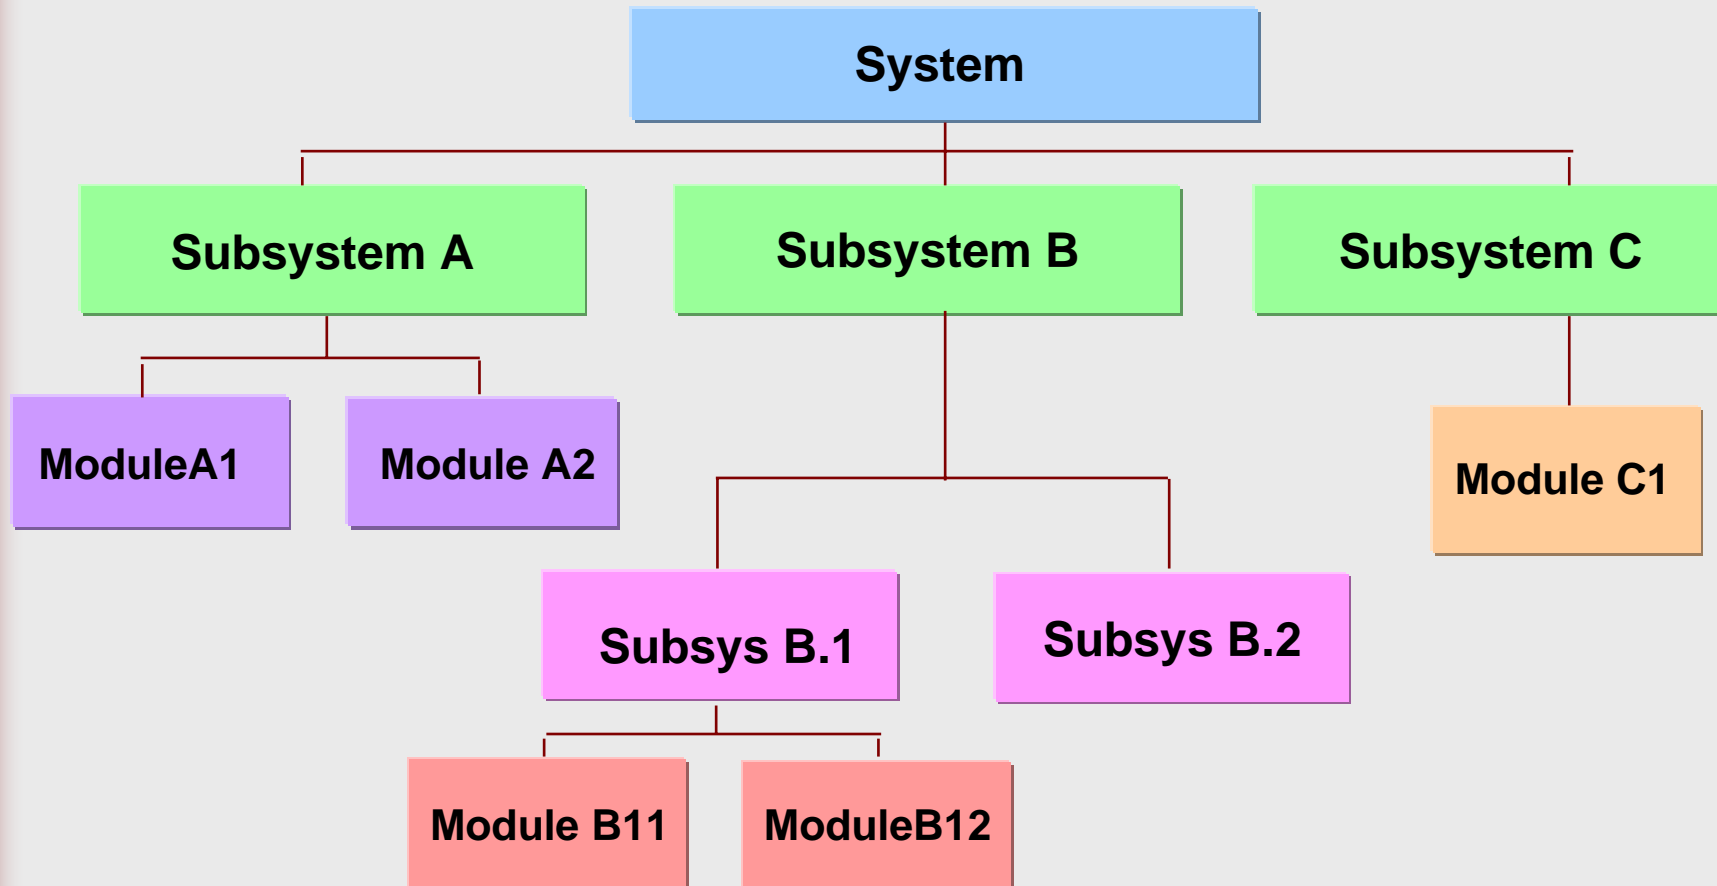 System
Subsystem A
Subsystem B
Subsystem C
ModuleA1
Module A2
Module C1
Subsys B.1
Subsys B.2
Module B11
ModuleB12